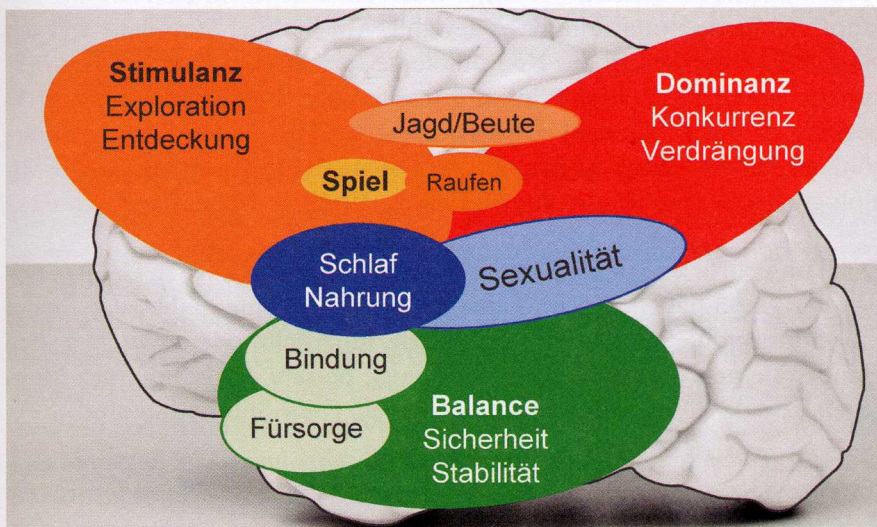 Stimulanz
Exploration
Entdeckung
Dominanz
Konkurrenz
Verdrängung
Jagd/Beute
Spiel
Raufen
Schlaf
Nahrung
Sexualität
Bindung
Fürsorge
Balance
Sicherheit
Stabilität